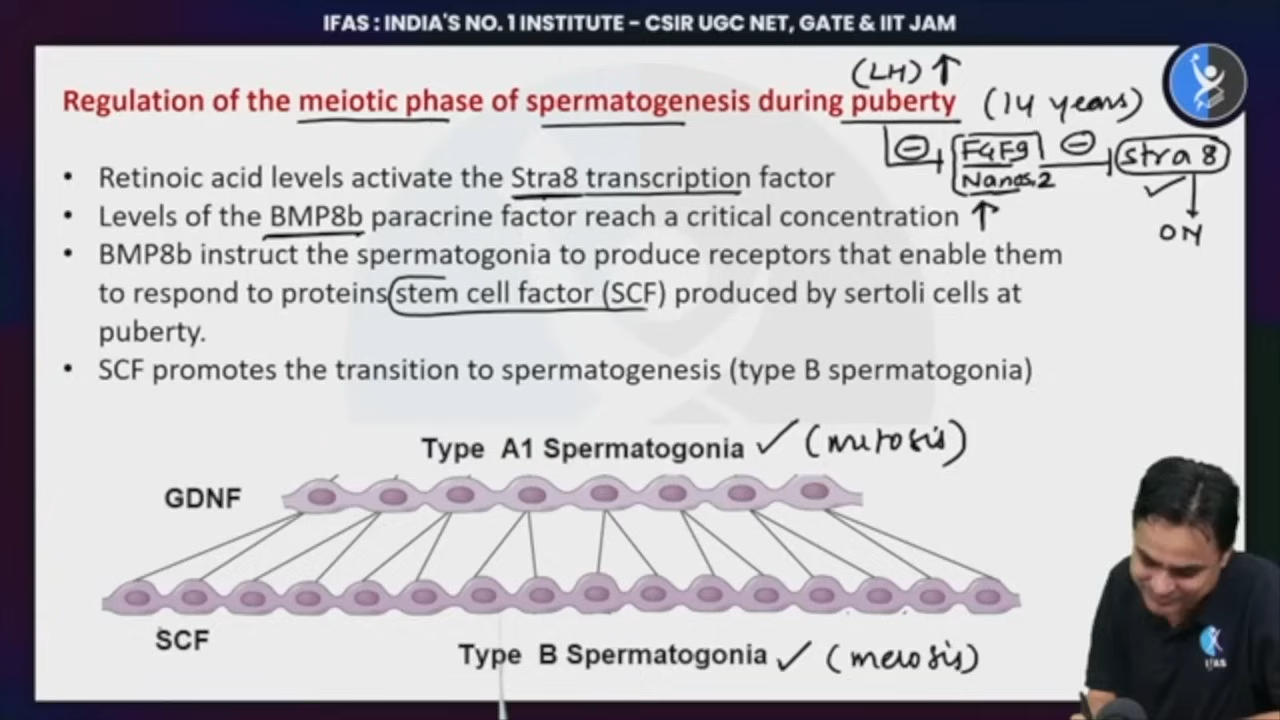 IFAS : INDIA'S NO. 1 INSTITUTE – CSIR UGC NET, GATE & IIT JAM
(LH) ↑
Regulation of the meiotic phase of spermatogenesis during puberty (14 years)
⊖ FGF9 ⊖ Stra 8
Nanos.2
ON
• Retinoic acid levels activate the Stra8 transcription factor
• Levels of the BMP8b paracrine factor reach a critical concentration ↑
• BMP8b instruct the spermatogonia to produce receptors that enable them
to respond to proteins stem cell factor (SCF) produced by sertoli cells at
puberty.
• SCF promotes the transition to spermatogenesis (type B spermatogonia)
Type A1 Spermatogonia ✓ (mitosis)
GDNF
SCF
Type B Spermatogonia ✓ (meiosis)
IFAS